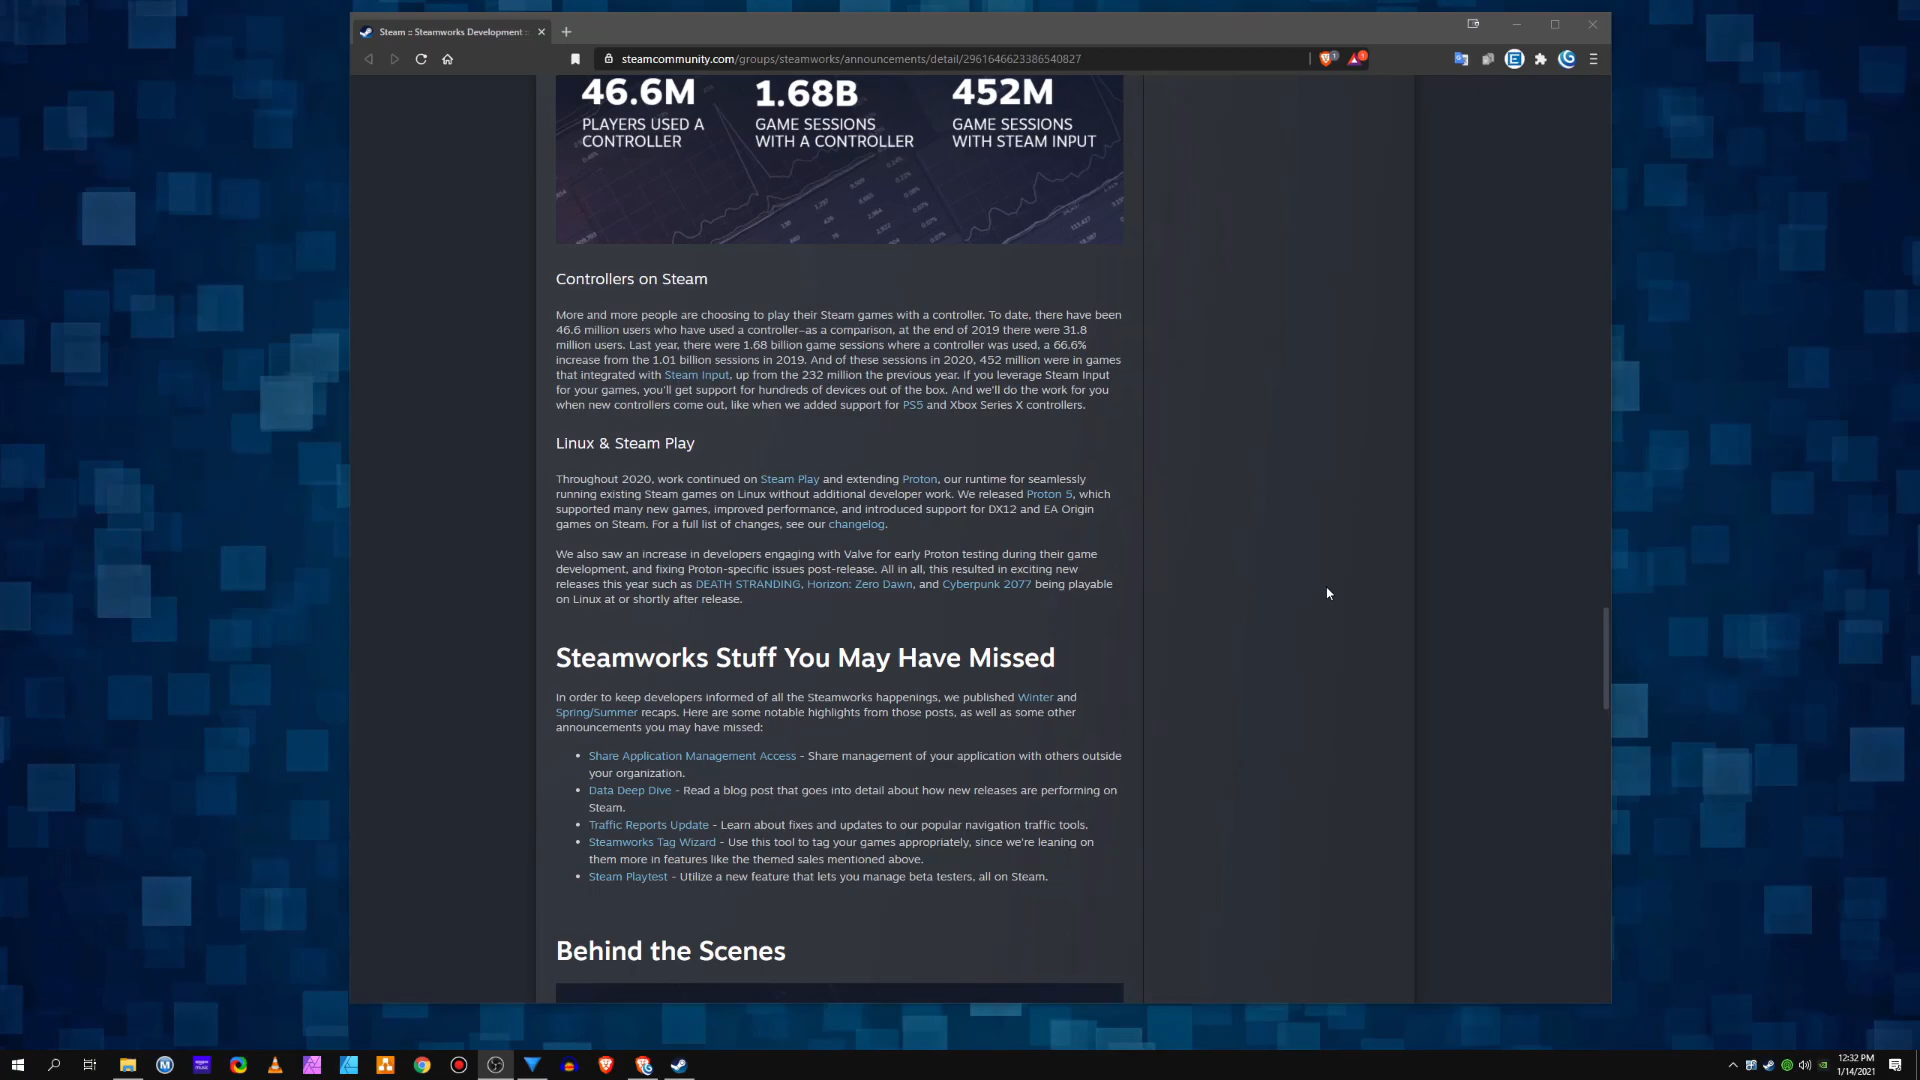 Steam :: Steamworks Development :
steamcommunity.com/groups/steamworks/announcements/detail/2961646623386540827
1
1
46.6M
PLAYERS USED A
CONTROLLER
1.68B
GAME SESSIONS
WITH A CONTROLLER
452M
GAME SESSIONS
WITH STEAM INPUT
Controllers on Steam
More and more people are choosing to play their Steam games with a controller. To date, there have been
46.6 million users who have used a controller—as a comparison, at the end of 2019 there were 31.8
million users. Last year, there were 1.68 billion game sessions where a controller was used, a 66.6%
increase from the 1.01 billion sessions in 2019. And of these sessions in 2020, 452 million were in games
that integrated with Steam Input, up from the 232 million the previous year. If you leverage Steam Input
for your games, you'll get support for hundreds of devices out of the box. And we'll do the work for you
when new controllers come out, like when we added support for PS5 and Xbox Series X controllers.
Linux & Steam Play
Throughout 2020, work continued on Steam Play and extending Proton, our runtime for seamlessly
running existing Steam games on Linux without additional developer work. We released Proton 5, which
supported many new games, improved performance, and introduced support for DX12 and EA Origin
games on Steam. For a full list of changes, see our changelog.
We also saw an increase in developers engaging with Valve for early Proton testing during their game
development, and fixing Proton-specific issues post-release. All in all, this resulted in exciting new
releases this year such as DEATH STRANDING, Horizon: Zero Dawn, and Cyberpunk 2077 being playable
on Linux at or shortly after release.
Steamworks Stuff You May Have Missed
In order to keep developers informed of all the Steamworks happenings, we published Winter and
Spring/Summer recaps. Here are some notable highlights from those posts, as well as some other
announcements you may have missed:
• Share Application Management Access - Share management of your application with others outside
your organization.
• Data Deep Dive - Read a blog post that goes into detail about how new releases are performing on
Steam.
• Traffic Reports Update - Learn about fixes and updates to our popular navigation traffic tools.
• Steamworks Tag Wizard - Use this tool to tag your games appropriately, since we're leaning on
them more in features like the themed sales mentioned above.
• Steam Playtest - Utilize a new feature that lets you manage beta testers, all on Steam.
Behind the Scenes
12:32 PM
1/14/2021